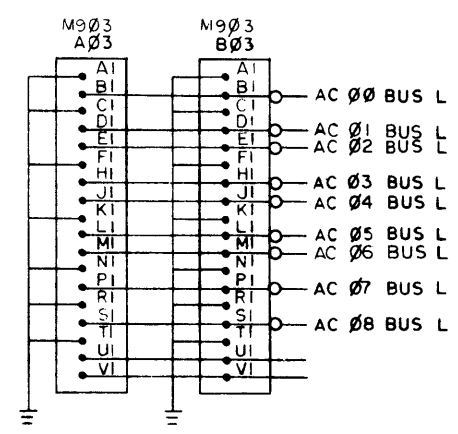 M9Ø3 M9Ø3
AØ3 BØ3
A1 A1
B1 B1 AC ØØ BUS L
C1 C1
D1 D1 AC Ø1 BUS L
E1 E1 AC Ø2 BUS L
F1 F1
H1 H1 AC Ø3 BUS L
J1 J1 AC Ø4 BUS L
K1 K1
L1 L1 AC Ø5 BUS L
M1 M1 AC Ø6 BUS L
N1 N1
P1 P1 AC Ø7 BUS L
R1 R1
S1 S1 AC Ø8 BUS L
T1 T1
U1 U1
V1 V1